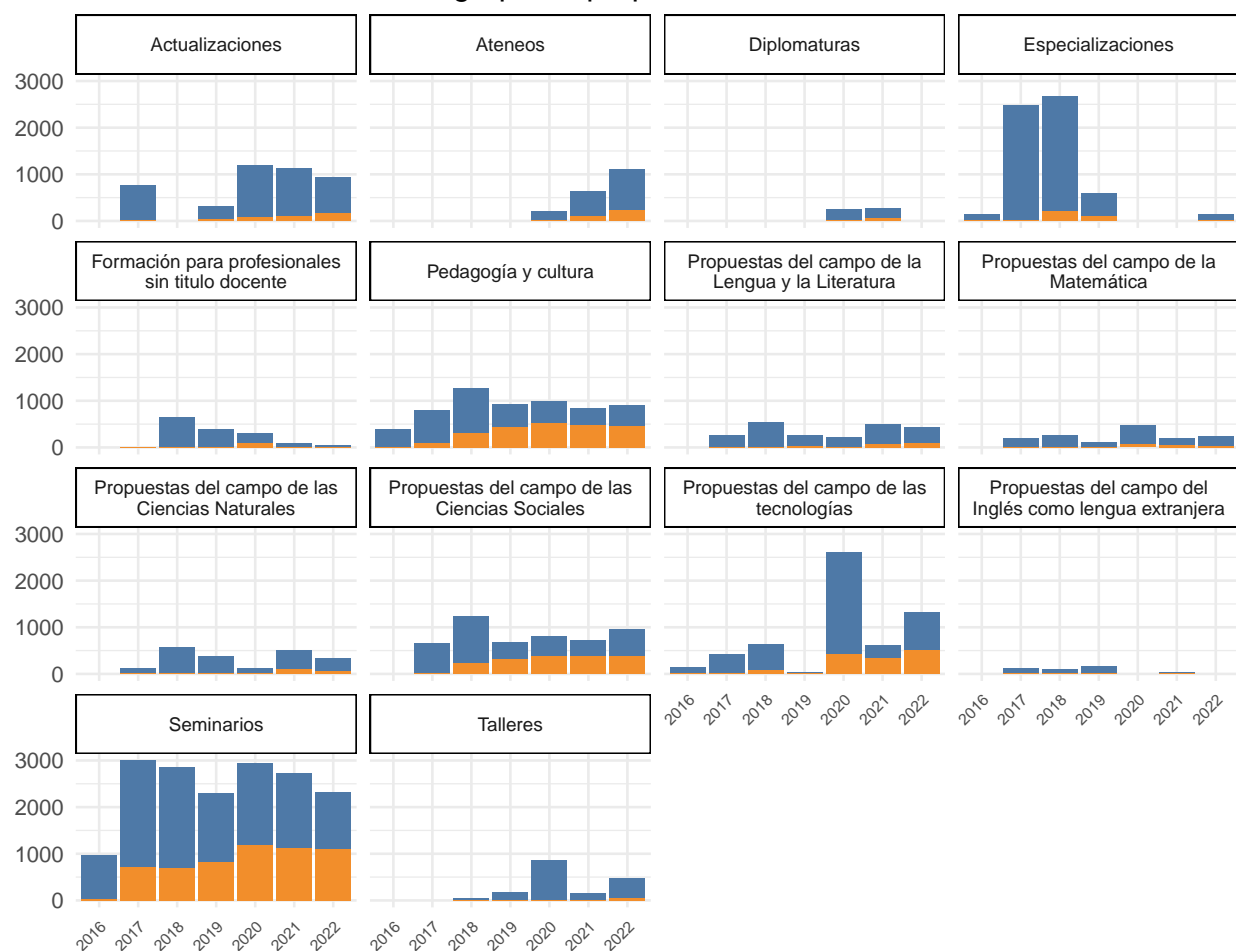 Actualizaciones
Ateneos
Diplomaturas
Especializaciones
3000
2000
1000
0
Formación para profesionales
sin titulo docente
Pedagogía y cultura
Propuestas del campo de la
Lengua y la Literatura
Propuestas del campo de la
Matemática
3000
2000
1000
0
Propuestas del campo de las
Ciencias Naturales
Propuestas del campo de las
Ciencias Sociales
Propuestas del campo de las
tecnologías
Propuestas del campo del
Inglés como lengua extranjera
3000
2000
1000
0
2016 2017 2018 2019 2020 2021 2022
2016 2017 2018 2019 2020 2021 2022
Seminarios
Talleres
3000
2000
1000
0
2016 2017 2018 2019 2020 2021 2022
2016 2017 2018 2019 2020 2021 2022